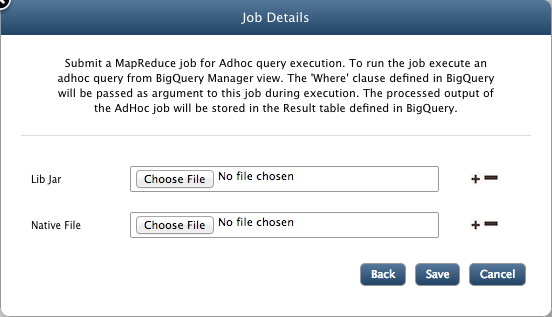 Job Details
Submit a MapReduce job for Adhoc query execution. To run the job execute an
adhoc query from BigQuery Manager view. The 'Where' clause defined in BigQuery
will be passed as argument to this job during execution. The processed output of
the AdHoc job will be stored in the Result table defined in BigQuery.
Lib Jar Choose File No file chosen + −
Native File Choose File No file chosen + −
Back Save Cancel